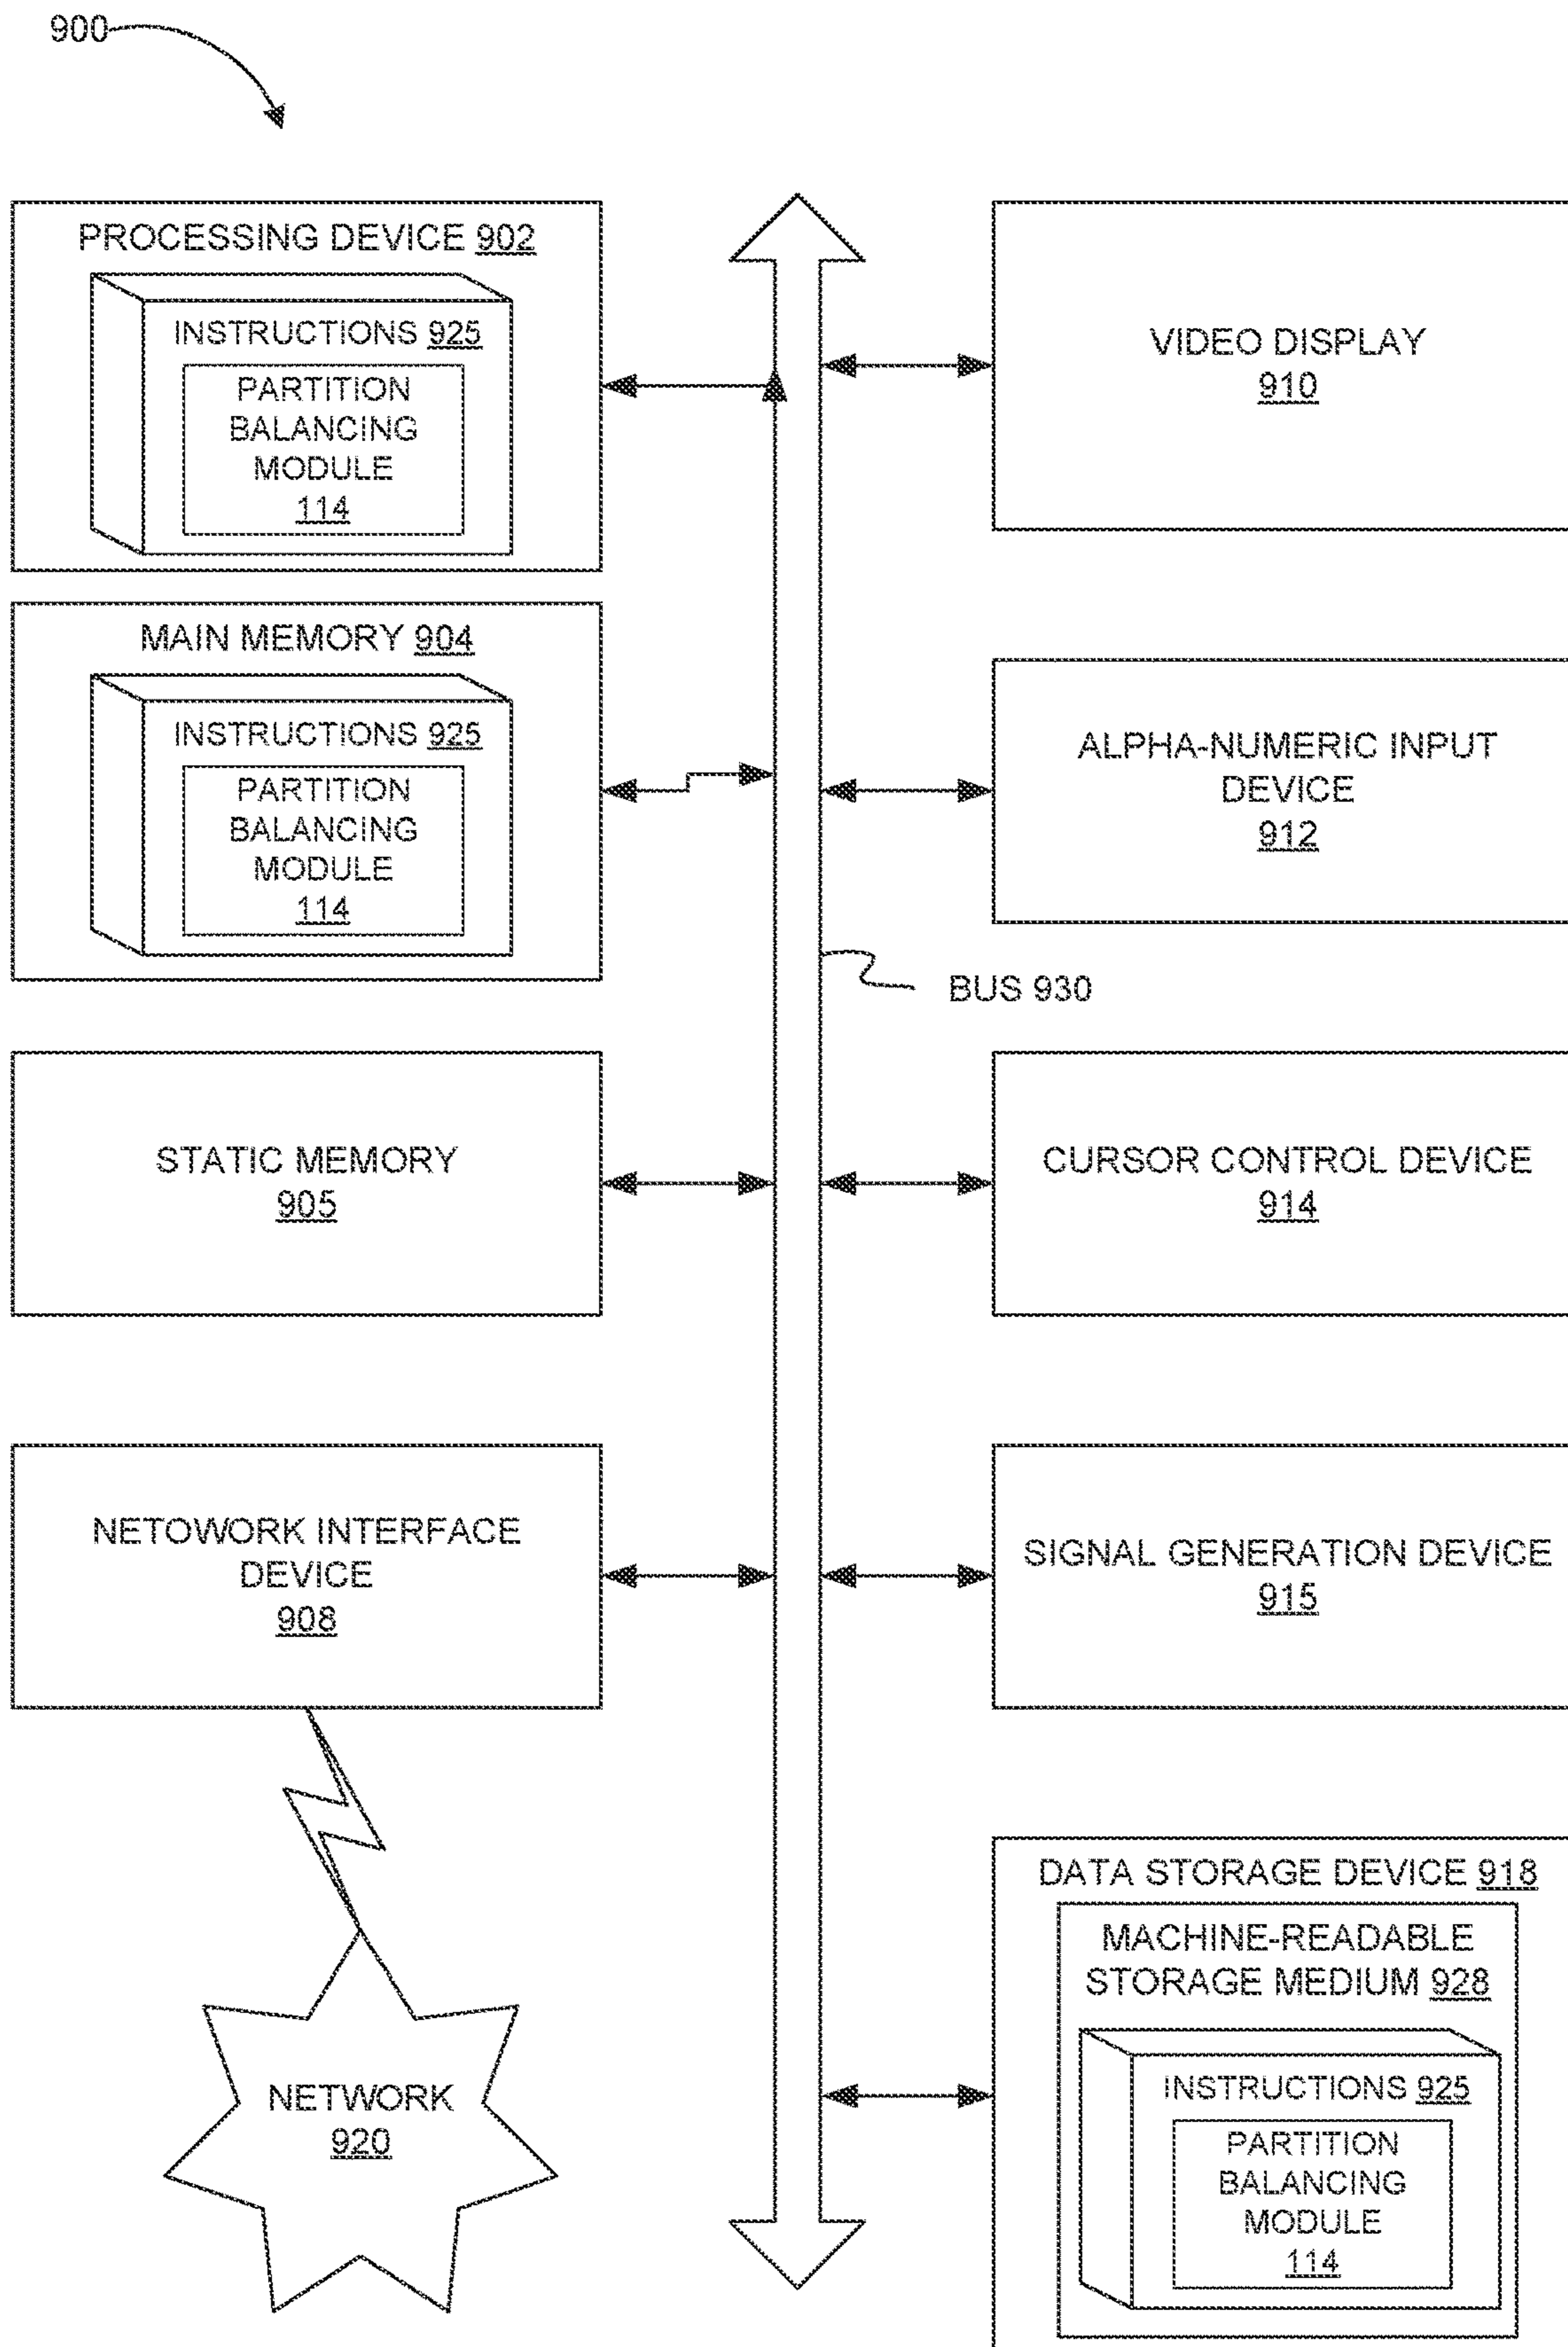 900
PROCESSING DEVICE 902
INSTRUCTIONS 925
PARTITION
BALANCING
MODULE
114
MAIN MEMORY 904
INSTRUCTIONS 925
PARTITION
BALANCING
MODULE
114
STATIC MEMORY
905
NETOWORK INTERFACE
DEVICE
908
NETWORK
920
VIDEO DISPLAY
910
ALPHA-NUMERIC INPUT
DEVICE
912
BUS 930
CURSOR CONTROL DEVICE
914
SIGNAL GENERATION DEVICE
915
DATA STORAGE DEVICE 918
MACHINE-READABLE
STORAGE MEDIUM 928
INSTRUCTIONS 925
PARTITION
BALANCING
MODULE
114